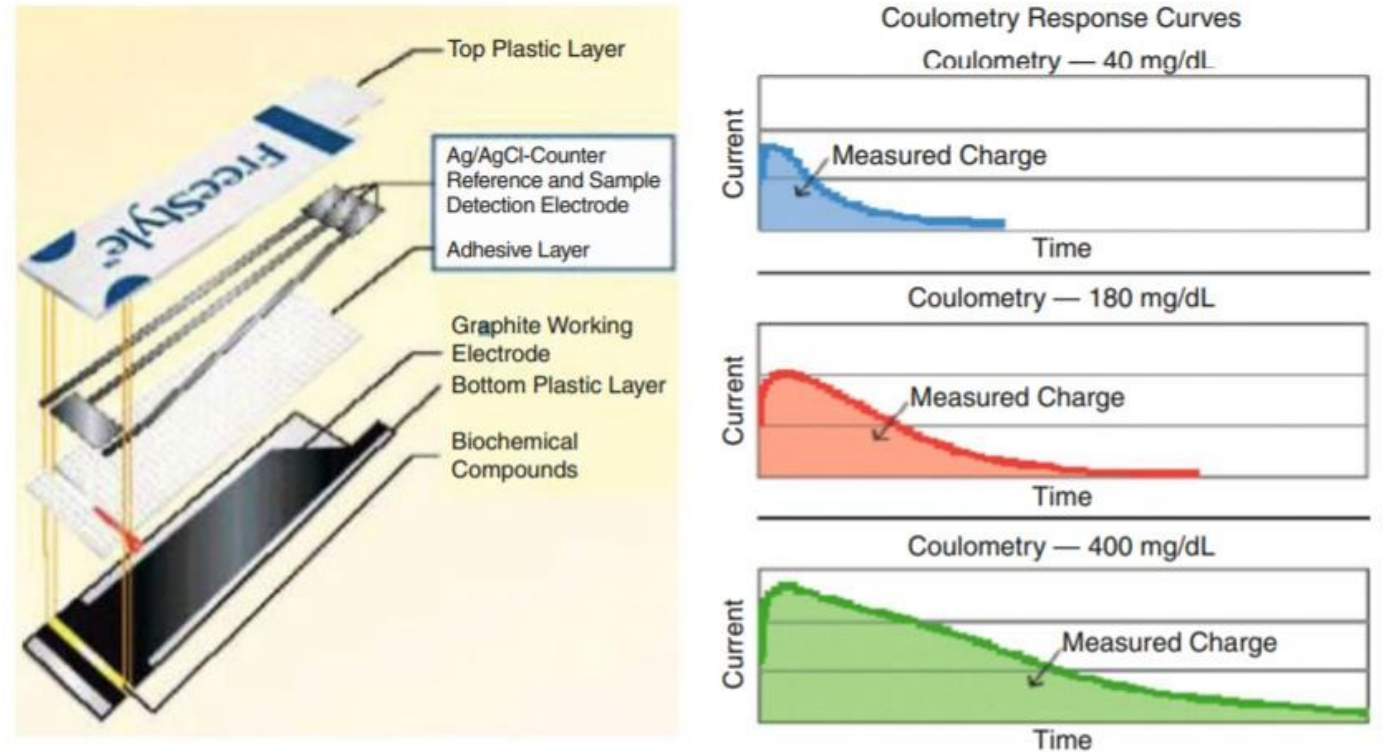 Top Plastic Layer
FreeStyle™
Ag/AgCl-Counter
Reference and Sample
Detection Electrode
Adhesive Layer
Graphite Working
Electrode
Bottom Plastic Layer
Biochemical
Compounds
Coulometry Response Curves
Coulometry — 40 mg/dL
Current
Measured Charge
Time
Coulometry — 180 mg/dL
Current
Measured Charge
Time
Coulometry — 400 mg/dL
Current
Measured Charge
Time